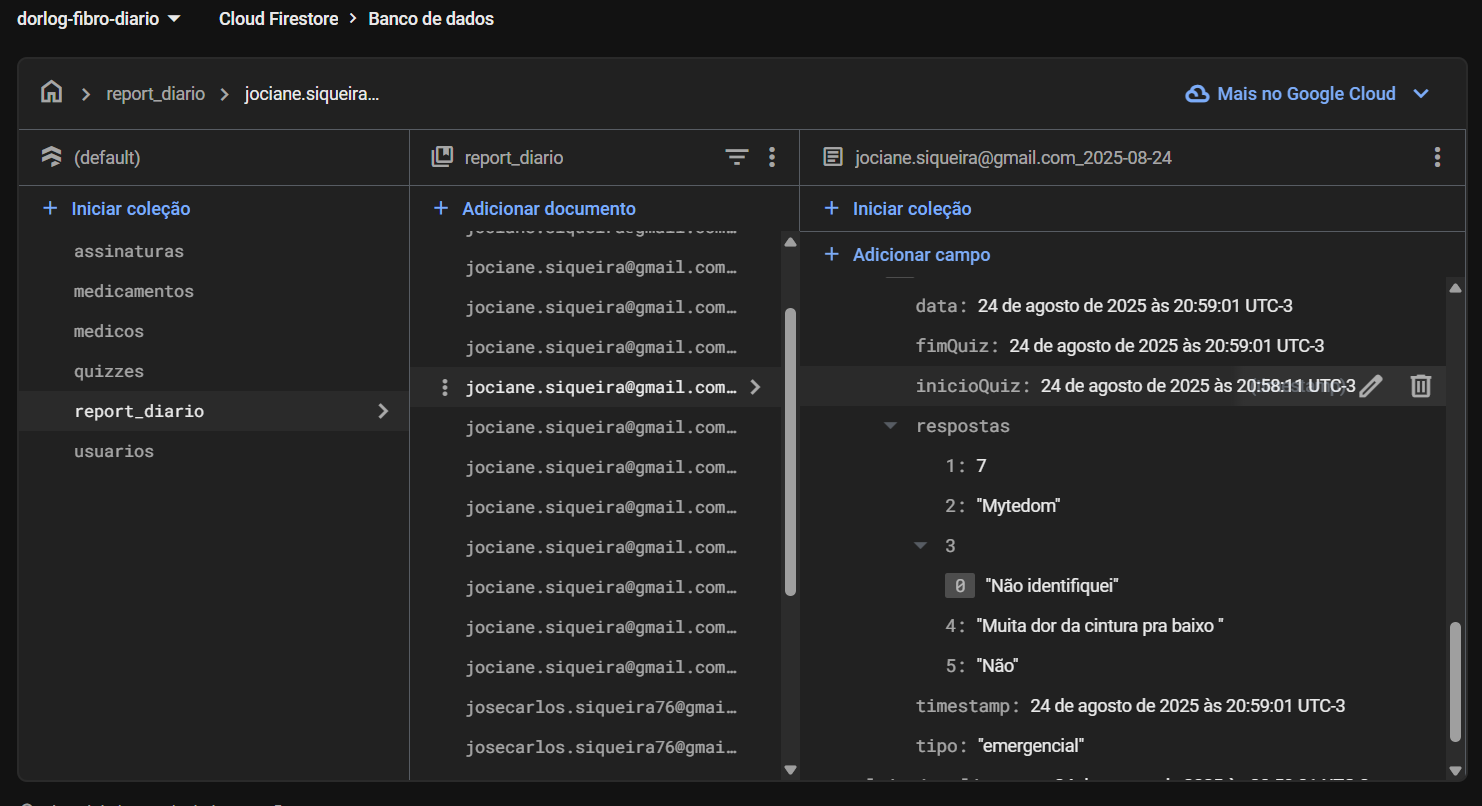 dorlog-fibro-diario Cloud Firestore > Banco de dados
report_diario > jociane.siqueira... Mais no Google Cloud
(default)
+ Iniciar coleção
assinaturas
medicamentos
medicos
quizzes
report_diario
usuarios
report_diario
+ Adicionar documento
jociane.siqueira@gmail.com…
jociane.siqueira@gmail.com…
jociane.siqueira@gmail.com…
jociane.siqueira@gmail.com…
jociane.siqueira@gmail.com…
jociane.siqueira@gmail.com…
jociane.siqueira@gmail.com…
jociane.siqueira@gmail.com…
jociane.siqueira@gmail.com…
jociane.siqueira@gmail.com…
jociane.siqueira@gmail.com…
jociane.siqueira@gmail.com…
josecarlos.siqueira76@gmai…
josecarlos.siqueira76@gmai…
jociane.siqueira@gmail.com_2025-08-24
+ Iniciar coleção
+ Adicionar campo
data: 24 de agosto de 2025 às 20:59:01 UTC-3
fimQuiz: 24 de agosto de 2025 às 20:59:01 UTC-3
inicioQuiz: 24 de agosto de 2025 às 20:58:11 UTC-3
respostas
1: 7
2: "Mytedom"
3
0 "Não identifiquei"
4: "Muita dor da cintura pra baixo "
5: "Não"
timestamp: 24 de agosto de 2025 às 20:59:01 UTC-3
tipo: "emergencial"